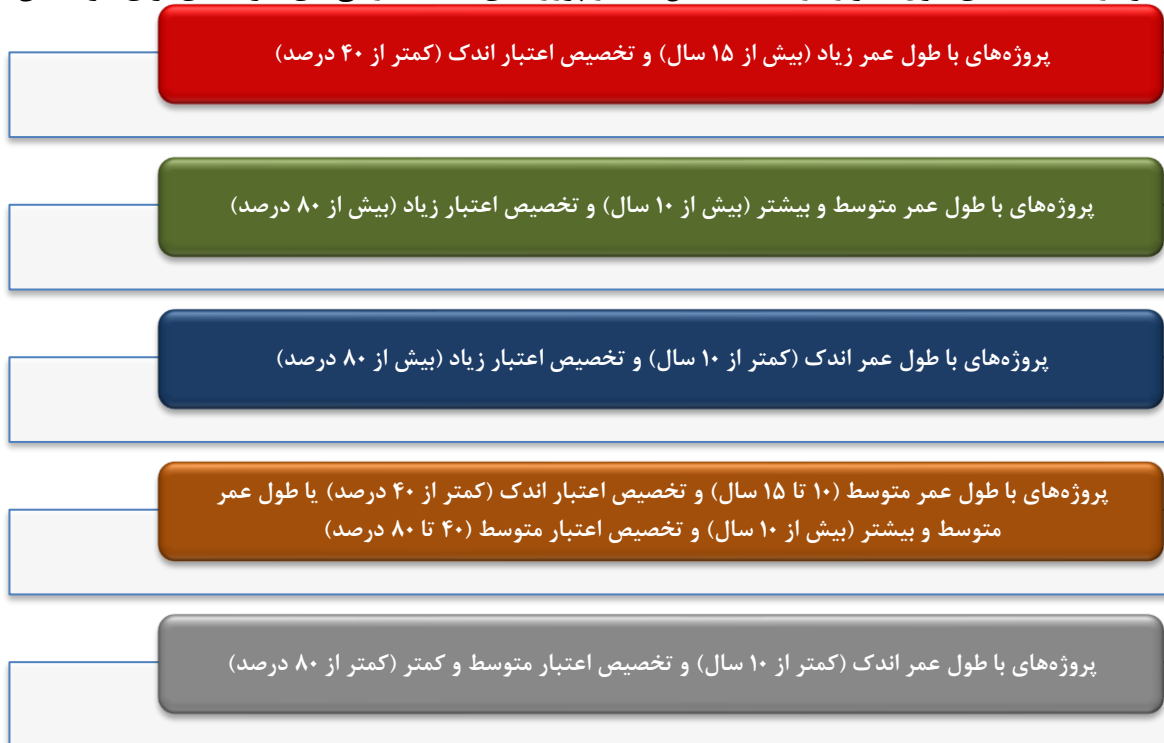 پروژه‌های با طول عمر زیاد (بیش از ۱۵ سال) و تخصیص اعتبار اندک (کمتر از ۴۰ درصد)
پروژه‌های با طول عمر متوسط و بیشتر (بیش از ۱۰ سال) و تخصیص اعتبار زیاد (بیش از ۸۰ درصد)
پروژه‌های با طول عمر اندک (کمتر از ۱۰ سال) و تخصیص اعتبار زیاد (بیش از ۸۰ درصد)
پروژه‌های با طول عمر متوسط (۱۰ تا ۱۵ سال) و تخصیص اعتبار اندک (کمتر از ۴۰ درصد) یا طول عمر
متوسط و بیشتر (بیش از ۱۰ سال) و تخصیص اعتبار متوسط (۴۰ تا ۸۰ درصد)
پروژه‌های با طول عمر اندک (کمتر از ۱۰ سال) و تخصیص اعتبار متوسط و کمتر (کمتر از ۸۰ درصد)